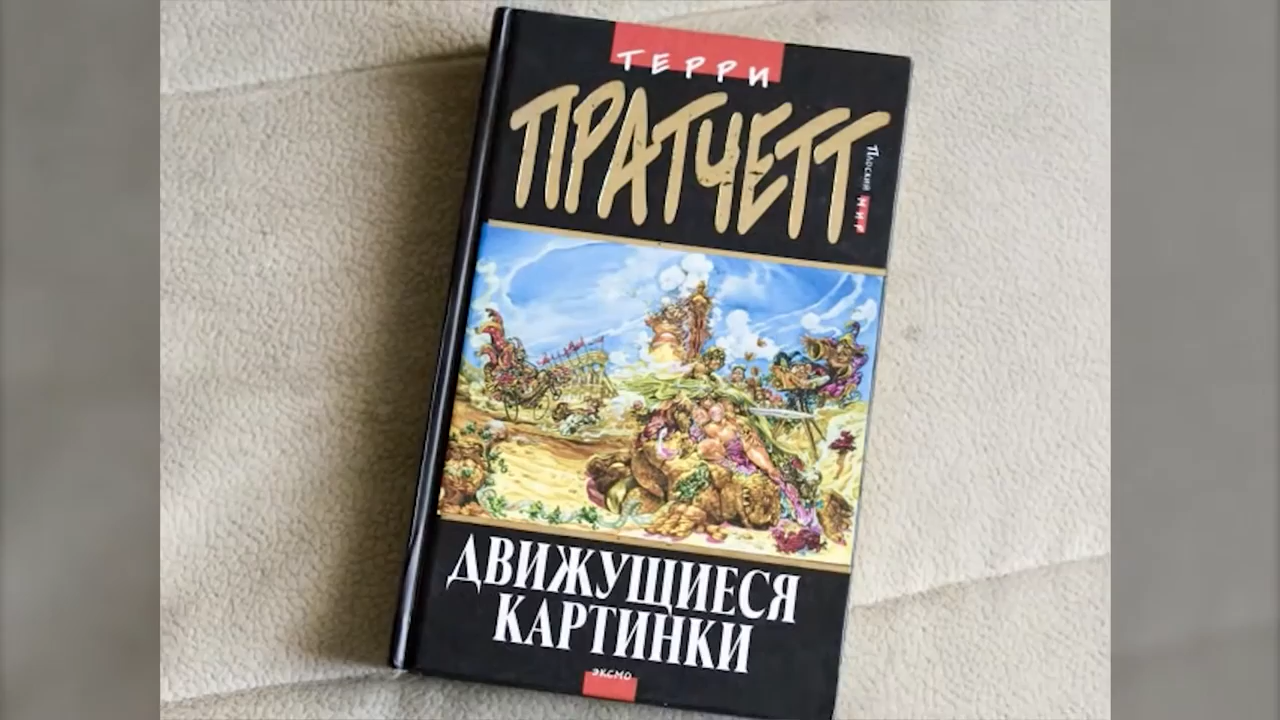 ТЕРРИ
ПРАТЧЕТТ
Плоский мир
ДВИЖУЩИЕСЯ
КАРТИНКИ
ЭКСМО